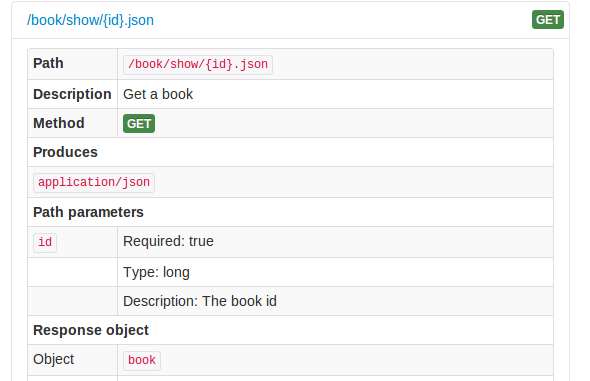 /book/show/{id}.json GET
Path /book/show/{id}.json
Description Get a book
Method GET
Produces
application/json
Path parameters
id Required: true
Type: long
Description: The book id
Response object
Object book